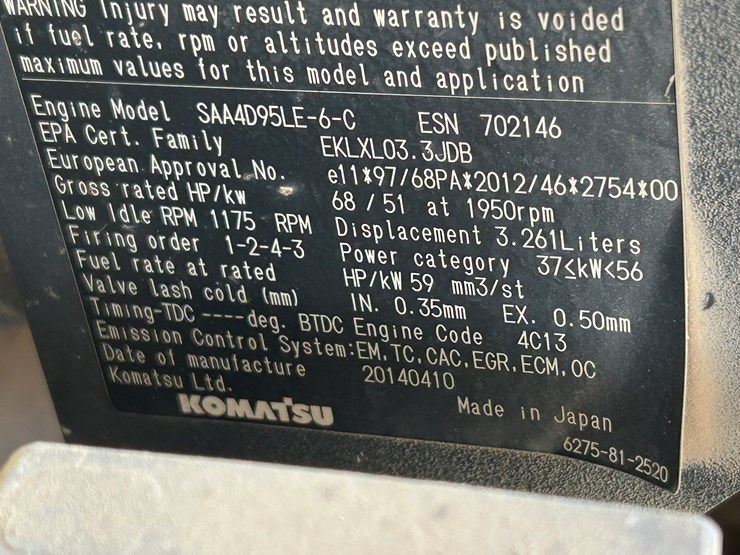 WARNING Injury may result and warranty is voided
if fuel rate, rpm or altitudes exceed published
maximum values for this model and application
Engine Model SAA4D95LE-6-C ESN 702146
EPA Cert. Family EKLXL03.3JDB
European Approval No. e11*97/68PA*2012/46*2754*00
Gross rated HP/kw 68 / 51 at 1950rpm
Low Idle RPM 1175 RPM Displacement 3.261Liters
Firing order 1-2-4-3 Power category 37≤kW<56
Fuel rate at rated HP/kW 59 mm3/st
Valve lash cold (mm) IN. 0.35mm EX. 0.50mm
Timing-TDC ---- deg. BTDC Engine Code 4C13
Emission Control System:EM,TC,CAC,EGR,ECM,OC
Date of manufacture 20140410
Komatsu Ltd. Made in Japan
KOMATSU
6275-81-2520